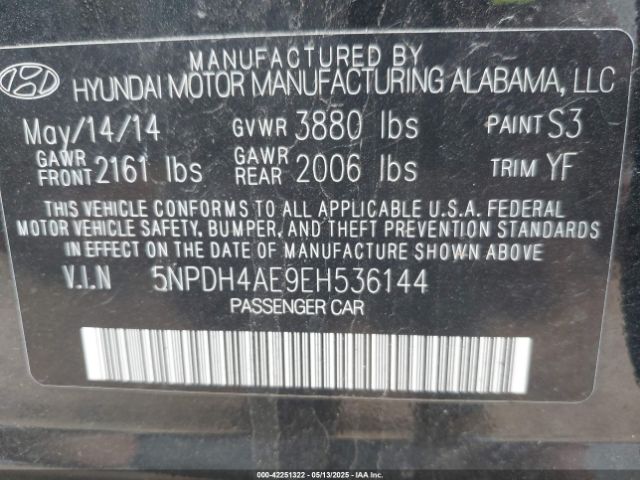 MANUFACTURED BY
HYUNDAI MOTOR MANUFACTURING ALABAMA, LLC
May/14/14 GVWR 3880 lbs PAINT S3
GAWR FRONT 2161 lbs GAWR REAR 2006 lbs TRIM YF
THIS VEHICLE CONFORMS TO ALL APPLICABLE U.S.A. FEDERAL
MOTOR VEHICLE SAFETY, BUMPER, AND THEFT PREVENTION STANDARDS
IN EFFECT ON THE DATE OF MANUFACTURE SHOWN ABOVE.
V.I.N 5NPDH4AE9EH536144
PASSENGER CAR
000-42251322 - 05/13/2025 - IAA Inc.